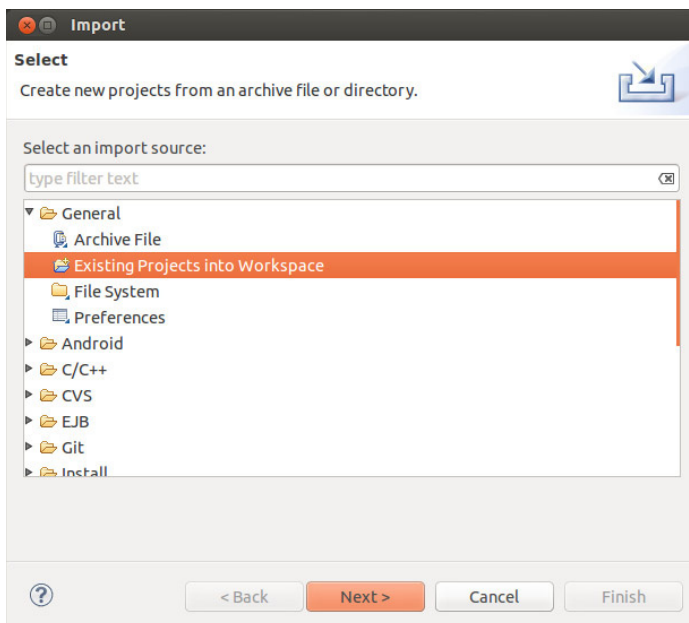 Import
Select
Create new projects from an archive file or directory.
Select an import source:
type filter text
General
Archive File
Existing Projects into Workspace
File System
Preferences
Android
C/C++
CVS
EJB
Git
Install
? < Back Next > Cancel Finish